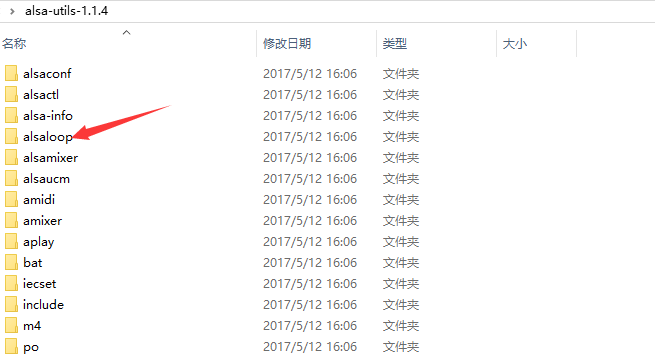 alsa-utils-1.1.4
名称 修改日期 类型 大小
alsaconf 2017/5/12 16:06 文件夹
alsactl 2017/5/12 16:06 文件夹
alsa-info 2017/5/12 16:06 文件夹
alsaloop 2017/5/12 16:06 文件夹
alsamixer 2017/5/12 16:06 文件夹
alsaucm 2017/5/12 16:06 文件夹
amidi 2017/5/12 16:06 文件夹
amixer 2017/5/12 16:06 文件夹
aplay 2017/5/12 16:06 文件夹
bat 2017/5/12 16:06 文件夹
iecset 2017/5/12 16:06 文件夹
include 2017/5/12 16:06 文件夹
m4 2017/5/12 16:06 文件夹
po 2017/5/12 16:06 文件夹